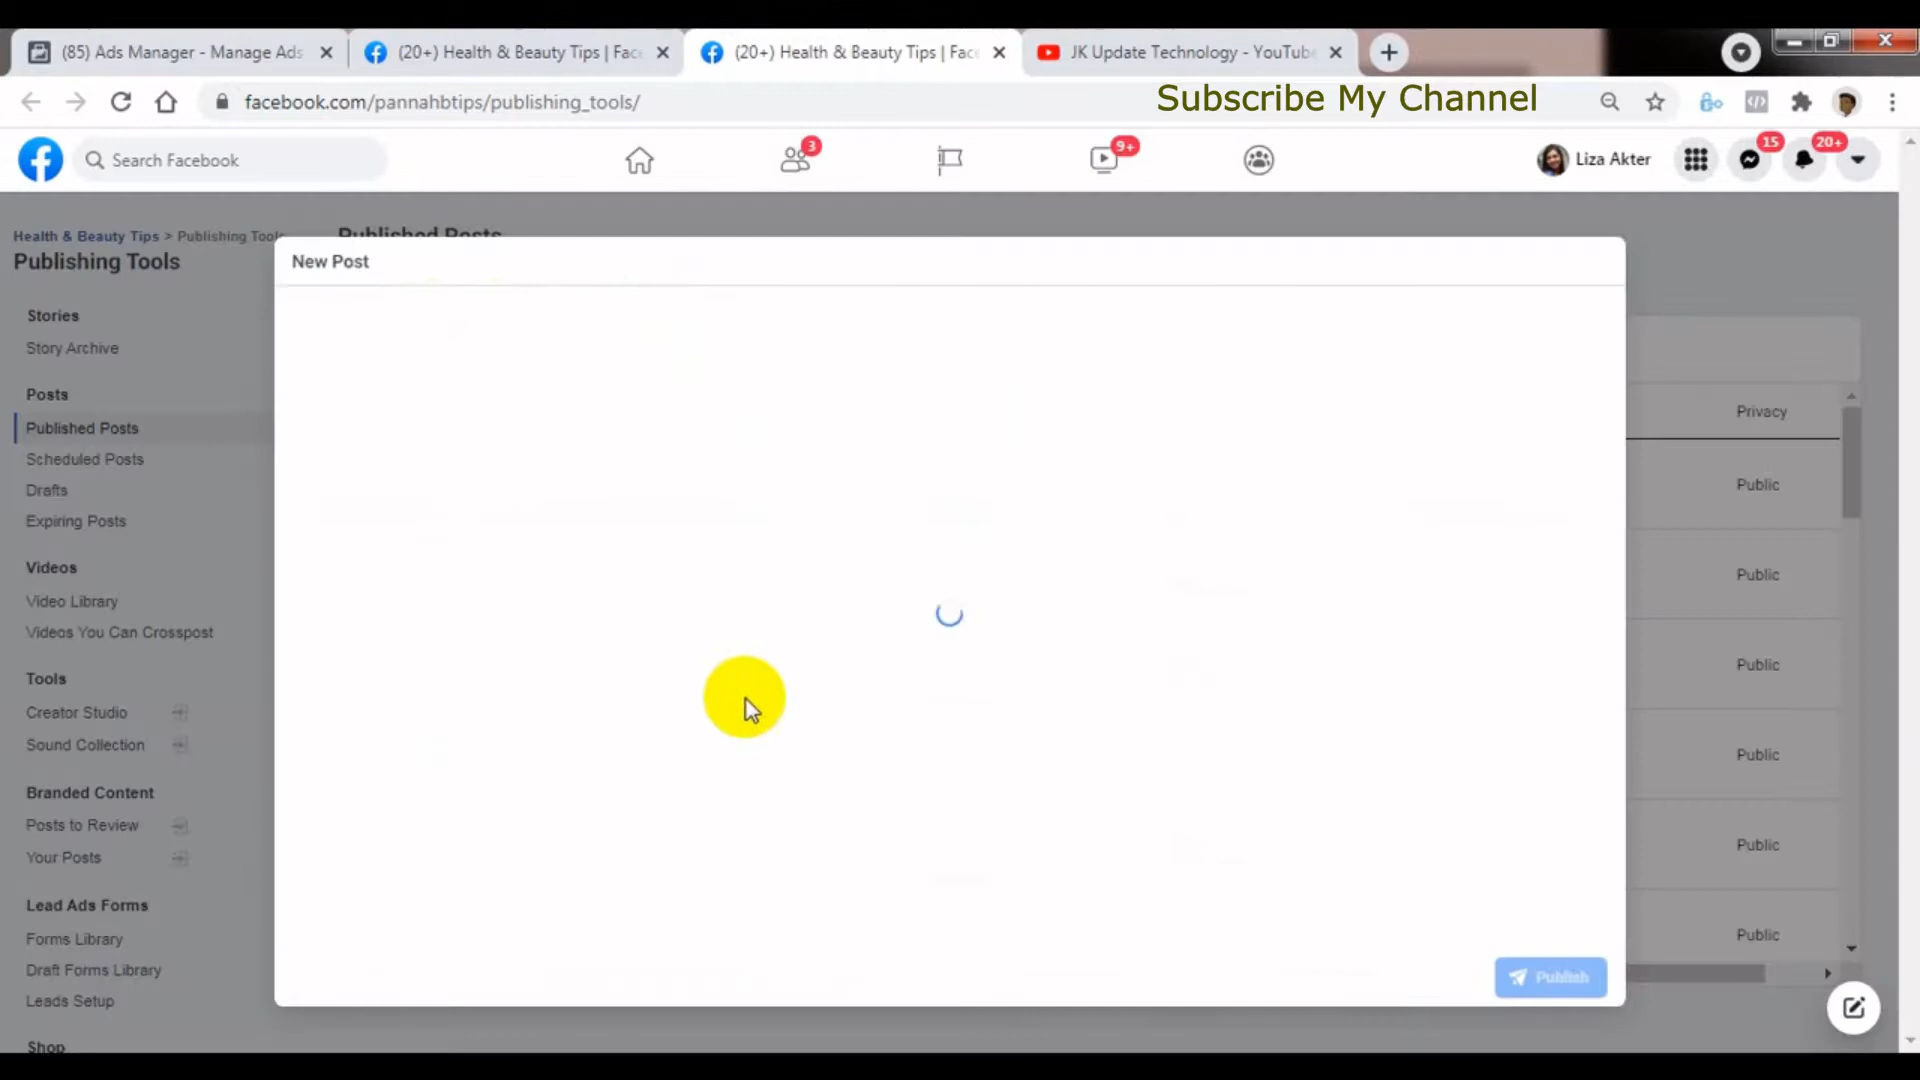 (85) Ads Manager - Manage Ads
(20+) Health & Beauty Tips | Face
(20+) Health & Beauty Tips | Face
JK Update Technology - YouTube
facebook.com/pannahbtips/publishing_tools/
Subscribe My Channel
Search Facebook
3
9+
Liza Akter
15
20+
Health & Beauty Tips > Publishing Tools
Publishing Tools
Published Posts
New Post
Stories
Story Archive
Posts
Published Posts
Scheduled Posts
Drafts
Expiring Posts
Videos
Video Library
Videos You Can Crosspost
Tools
Creator Studio
Sound Collection
Branded Content
Posts to Review
Your Posts
Lead Ads Forms
Forms Library
Draft Forms Library
Leads Setup
Shop
Privacy
Public
Public
Public
Public
Public
Public
Publish